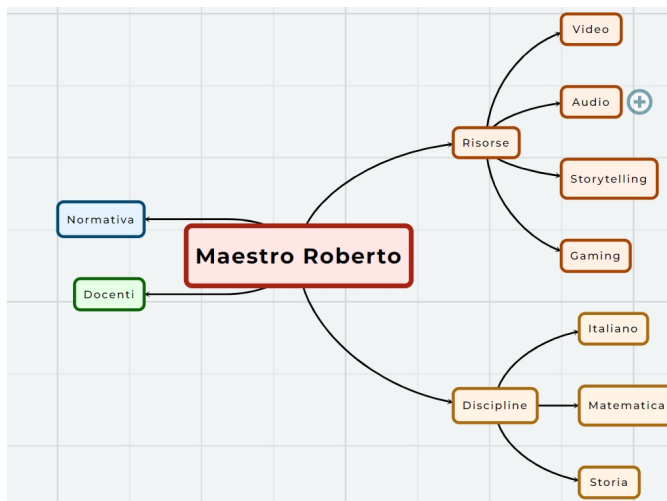 Video
Audio
Risorse
Storytelling
Normativa
Maestro Roberto
Gaming
Docenti
Italiano
Discipline
Matematica
Storia